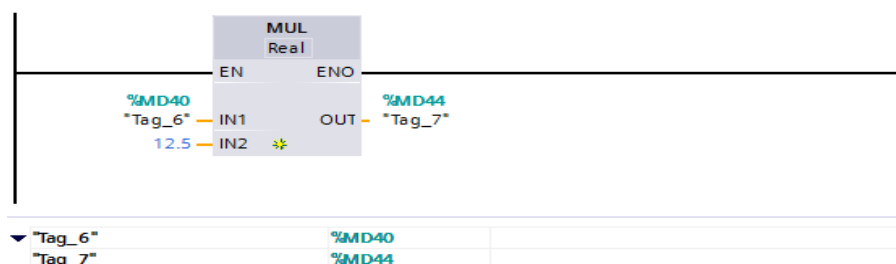 MUL
Real
EN ENO
%MD40 %MD44
"Tag_6" IN1 OUT "Tag_7"
12.5 IN2
"Tag_6" %MD40
"Tag_7" %MD44